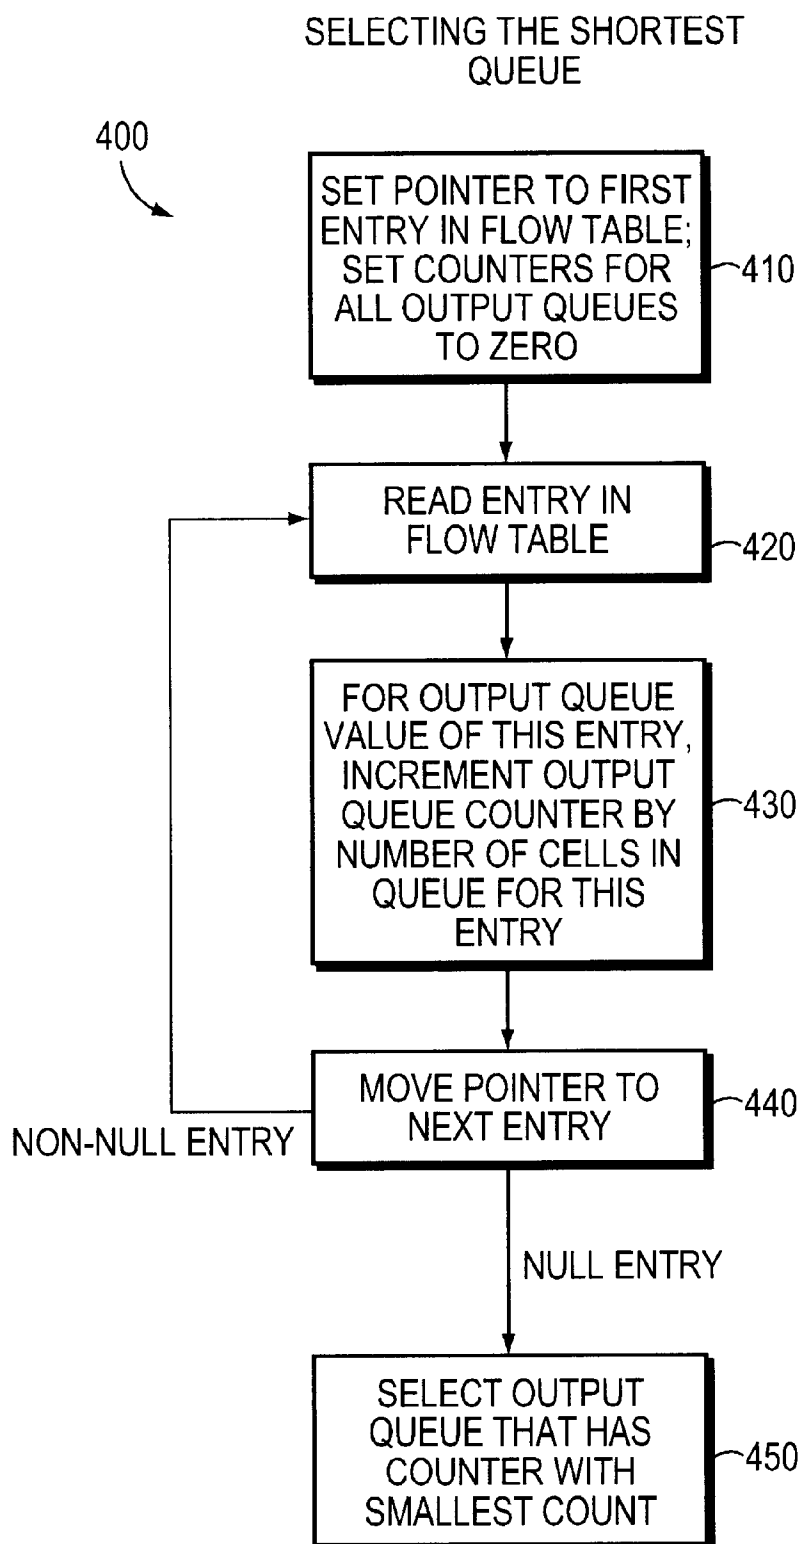 SELECTING THE SHORTEST
QUEUE
400
SET POINTER TO FIRST
ENTRY IN FLOW TABLE;
SET COUNTERS FOR
ALL OUTPUT QUEUES
TO ZERO
410
READ ENTRY IN
FLOW TABLE
420
FOR OUTPUT QUEUE
VALUE OF THIS ENTRY,
INCREMENT OUTPUT
QUEUE COUNTER BY
NUMBER OF CELLS IN
QUEUE FOR THIS
ENTRY
430
MOVE POINTER TO
NEXT ENTRY
440
NON-NULL ENTRY
NULL ENTRY
SELECT OUTPUT
QUEUE THAT HAS
COUNTER WITH
SMALLEST COUNT
450